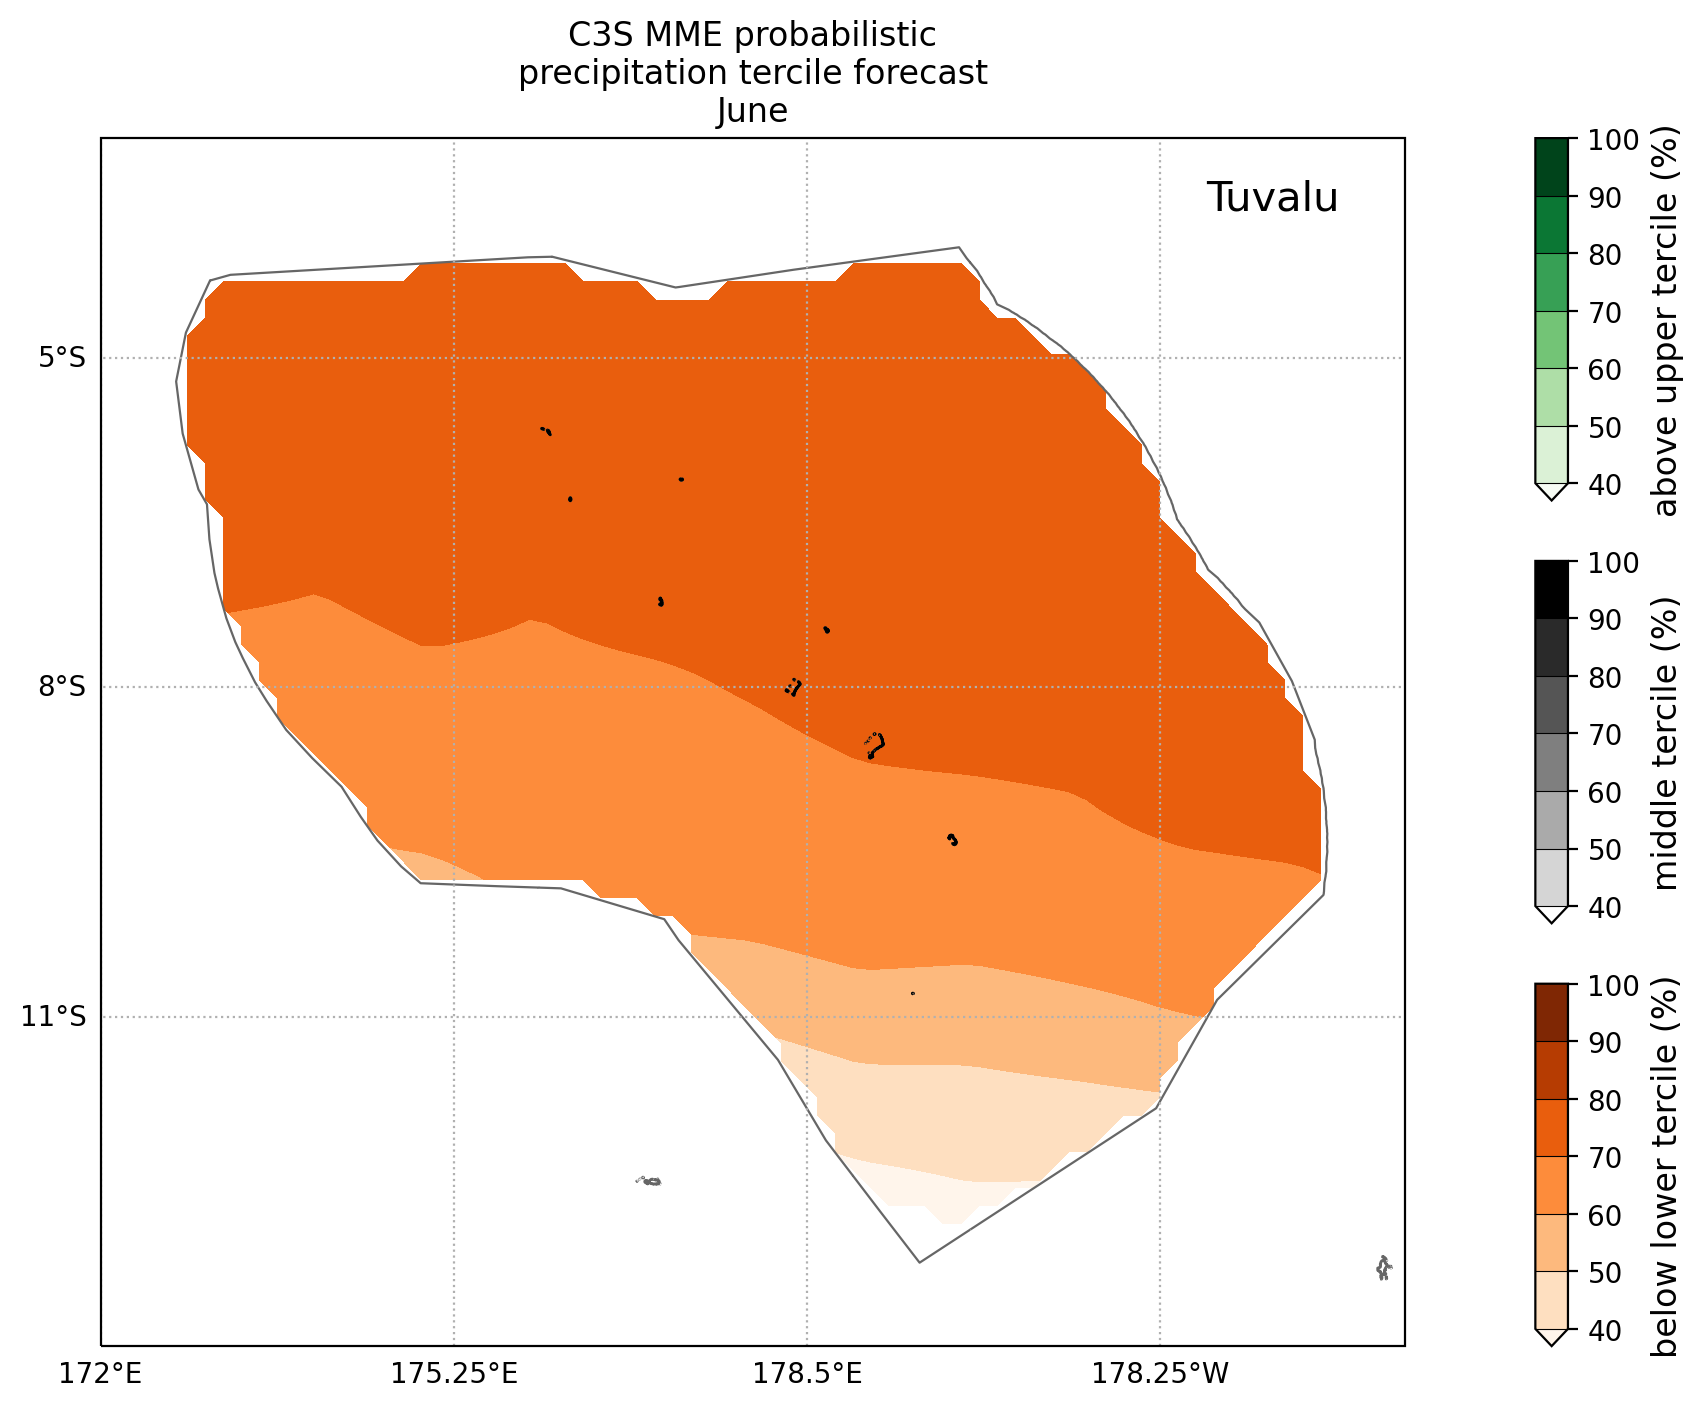 C3S MME probabilistic
precipitation tercile forecast
June
Tuvalu
5°S
8°S
11°S
172°E
175.25°E
178.5°E
178.25°W
100
90
80
70
60
50
40
above upper tercile (%)
100
90
80
70
60
50
40
middle tercile (%)
100
90
80
70
60
50
40
below lower tercile (%)